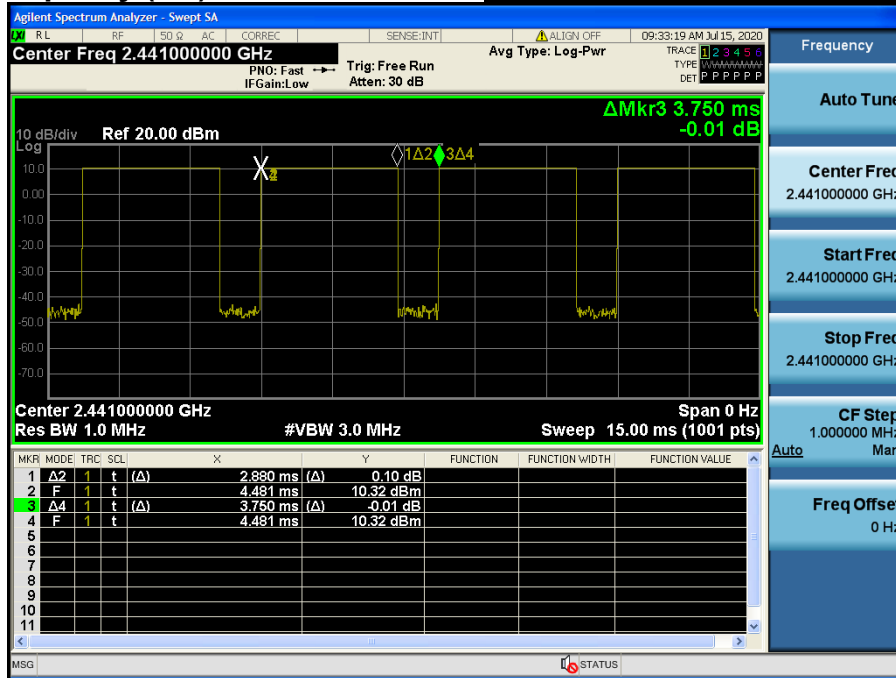 Agilent Spectrum Analyzer - Swept SA
LXI RL RF 50 Ω AC CORREC SENSE:INT ALIGN OFF 09:33:19 AM Jul 15, 2020
Center Freq 2.441000000 GHz
PNO: Fast
IFGain:Low
Trig: Free Run
Atten: 30 dB
Avg Type: Log-Pwr
TRACE 1 2 3 4 5 6
TYPE WWWWWW
DET P P P P P P
ΔMkr3 3.750 ms
-0.01 dB
10 dB/div Ref 20.00 dBm
Log
10.0
0.00
-10.0
-20.0
-30.0
-40.0
-50.0
-60.0
-70.0
1Δ2 3Δ4
Center 2.441000000 GHz Span 0 Hz
Res BW 1.0 MHz #VBW 3.0 MHz Sweep 15.00 ms (1001 pts)
MKR MODE TRC SCL X Y FUNCTION FUNCTION WIDTH FUNCTION VALUE
1 Δ2 1 t (Δ) 2.880 ms (Δ) 0.10 dB
2 F 1 t 4.481 ms 10.32 dBm
3 Δ4 1 t (Δ) 3.750 ms (Δ) -0.01 dB
4 F 1 t 4.481 ms 10.32 dBm
5
6
7
8
9
10
11
MSG STATUS
Frequency
Auto Tune
Center Freq
2.441000000 GHz
Start Freq
2.441000000 GHz
Stop Freq
2.441000000 GHz
CF Step
1.000000 MHz
Auto Man
Freq Offset
0 Hz